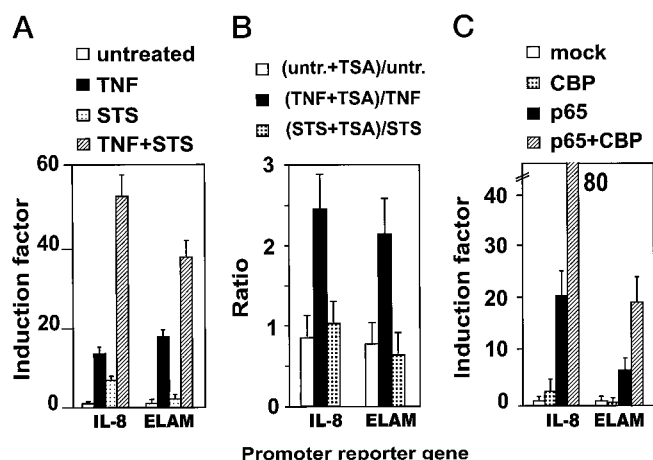 A
untreated
TNF
STS
TNF+STS
60
40
20
0
Induction factor
IL-8 ELAM
B
(untr.+TSA)/untr.
(TNF+TSA)/TNF
(STS+TSA)/STS
3
2
1
0
Ratio
IL-8 ELAM
Promoter reporter gene
C
mock
CBP
p65
p65+CBP
80
40
30
20
10
0
Induction factor
IL-8 ELAM